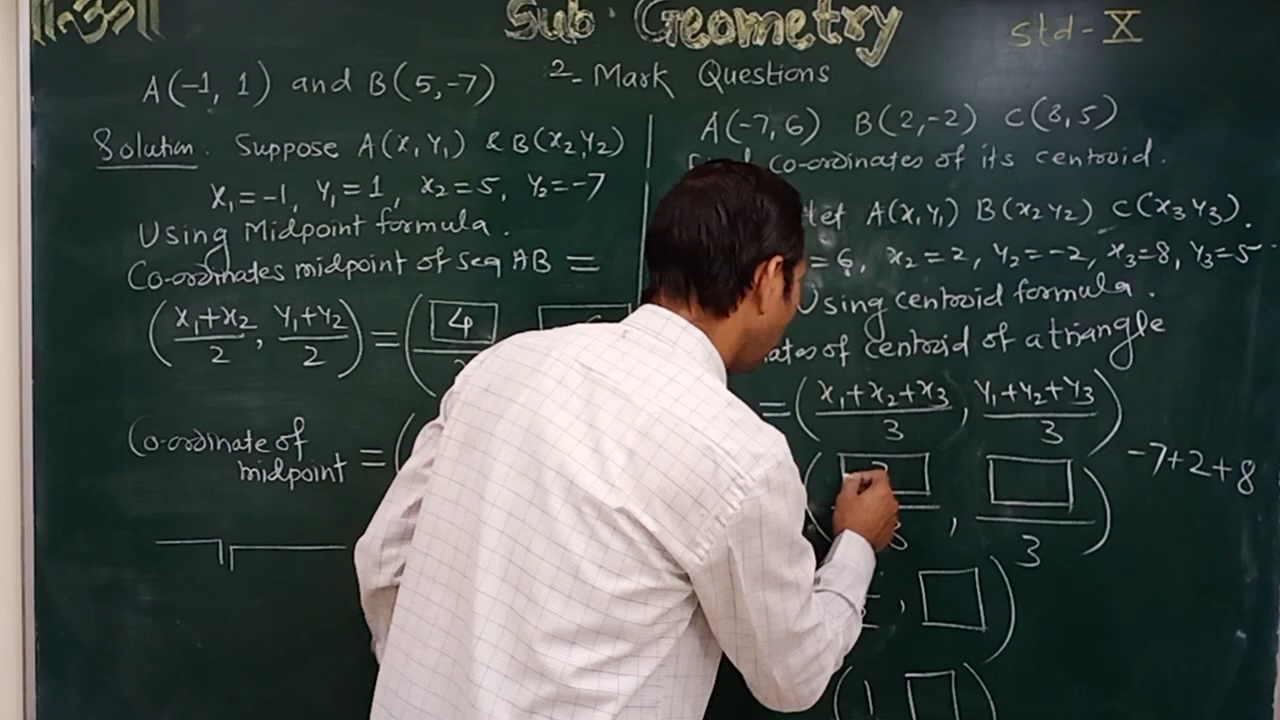 ॥ॐ॥
Sub. Geometry
std - X
2-Mark Questions
A(-1, 1) and B(5, -7)
Solution. Suppose A(x, y₁) & B(x₂, y₂)
x₁ = -1, y₁ = 1, x₂ = 5, y₂ = -7
Using Midpoint formula.
Co-ordinates midpoint of seg AB =
(x₁+x₂/2, y₁+y₂/2) = (4
Co-ordinate of
midpoint = (
A(-7, 6) B(2, -2) C(8, 5)
co-ordinates of its centroid.
let A(x, y₁) B(x₂ y₂) C(x₃ y₃).
= 6, x₂ = 2, y₂ = -2, x₃ = 8, y₃ = 5
Using centroid formula.
of centroid of a triangle
= (x₁+x₂+x₃/3, y₁+y₂+y₃/3)
-7+2+8
( /3, /3)
, )
(1